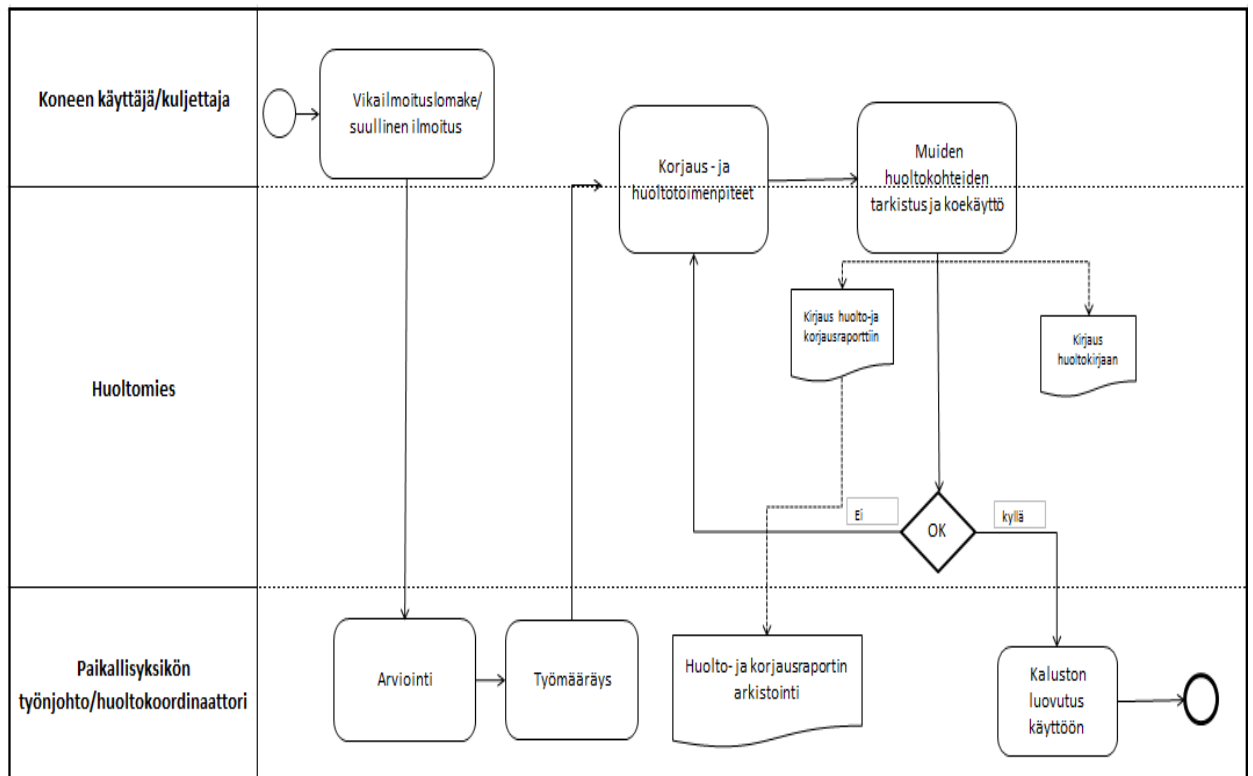 Koneen käyttäjä/kuljettaja
Vikailmoituslomake/
suullinen ilmoitus
Korjaus - ja
huoltotoimenpiteet
Muiden
huoltokohteiden
tarkistus ja koekäyttö
Huoltomies
Kirjaus huolto-ja
korjausraporttiin
Kirjaus
huoltokirjaan
Ei
OK
kyllä
Paikallisyksikön
työnjohto/huoltokoordinaattori
Arviointi
Työmääräys
Huolto- ja korjausraportin
arkistointi
Kaluston
luovutus
käyttöön